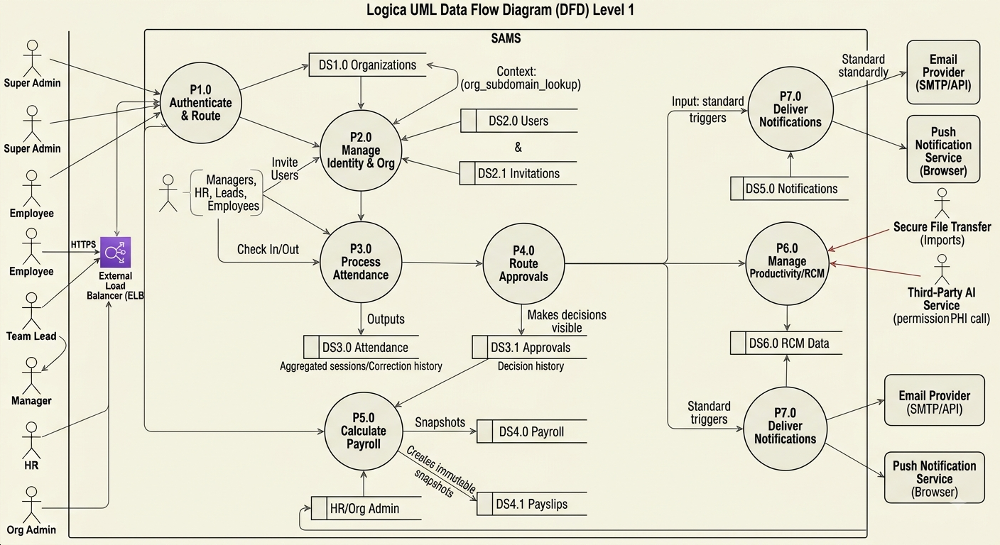 Logica UML Data Flow Diagram (DFD) Level 1
SAMS
Super Admin
Super Admin
Employee
Employee
Team Lead
Manager
HR
Org Admin
HTTPS
External
Load
Balancer (ELB
P1.0
Authenticate
& Route
DS1.0 Organizations
Context:
(org_subdomain_lookup)
P2.0
Manage
Identity & Org
DS2.0 Users
&
DS2.1 Invitations
Invite
Users
Managers,
HR, Leads,
Employees
Check In/Out
P3.0
Process
Attendance
Outputs
DS3.0 Attendance
Aggregated sessions/Correction history
P4.0
Route
Approvals
Makes decisions
visible
DS3.1 Approvals
Decision history
P5.0
Calculate
Payroll
Snapshots
DS4.0 Payroll
Creates immutable
snapshots
DS4.1 Payslips
HR/Org Admin
Input: standard
triggers
P7.0
Deliver
Notifications
DS5.0 Notifications
Standard
standardly
Email
Provider
(SMTP/API)
Push
Notification
Service
(Browser)
P6.0
Manage
Productivity/RCM
Secure File Transfer
(Imports)
Third-Party AI
Service
(permissionPHI call)
DS6.0 RCM Data
Standard
triggers
P7.0
Deliver
Notifications
Email Provider
(SMTP/API)
Push Notification
Service
(Browser)